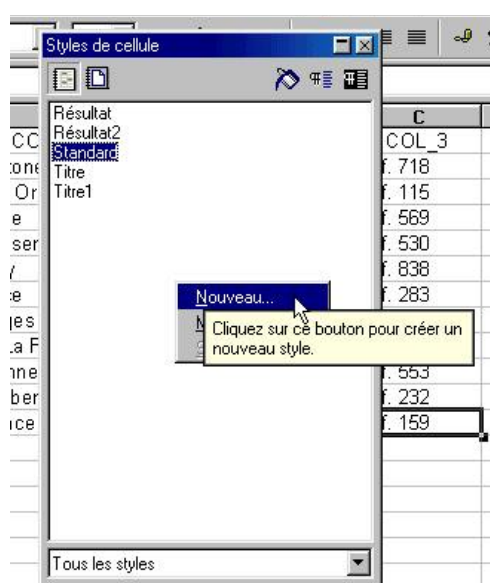 Styles de cellule
Résultat
Résultat2
Standard
Titre
Titre1
Nouveau...
Cliquez sur ce bouton pour créer un
nouveau style.
Tous les styles
C
COL_3
f. 718
f. 115
f. 569
f. 530
f. 838
f. 283
f. 553
f. 232
f. 159